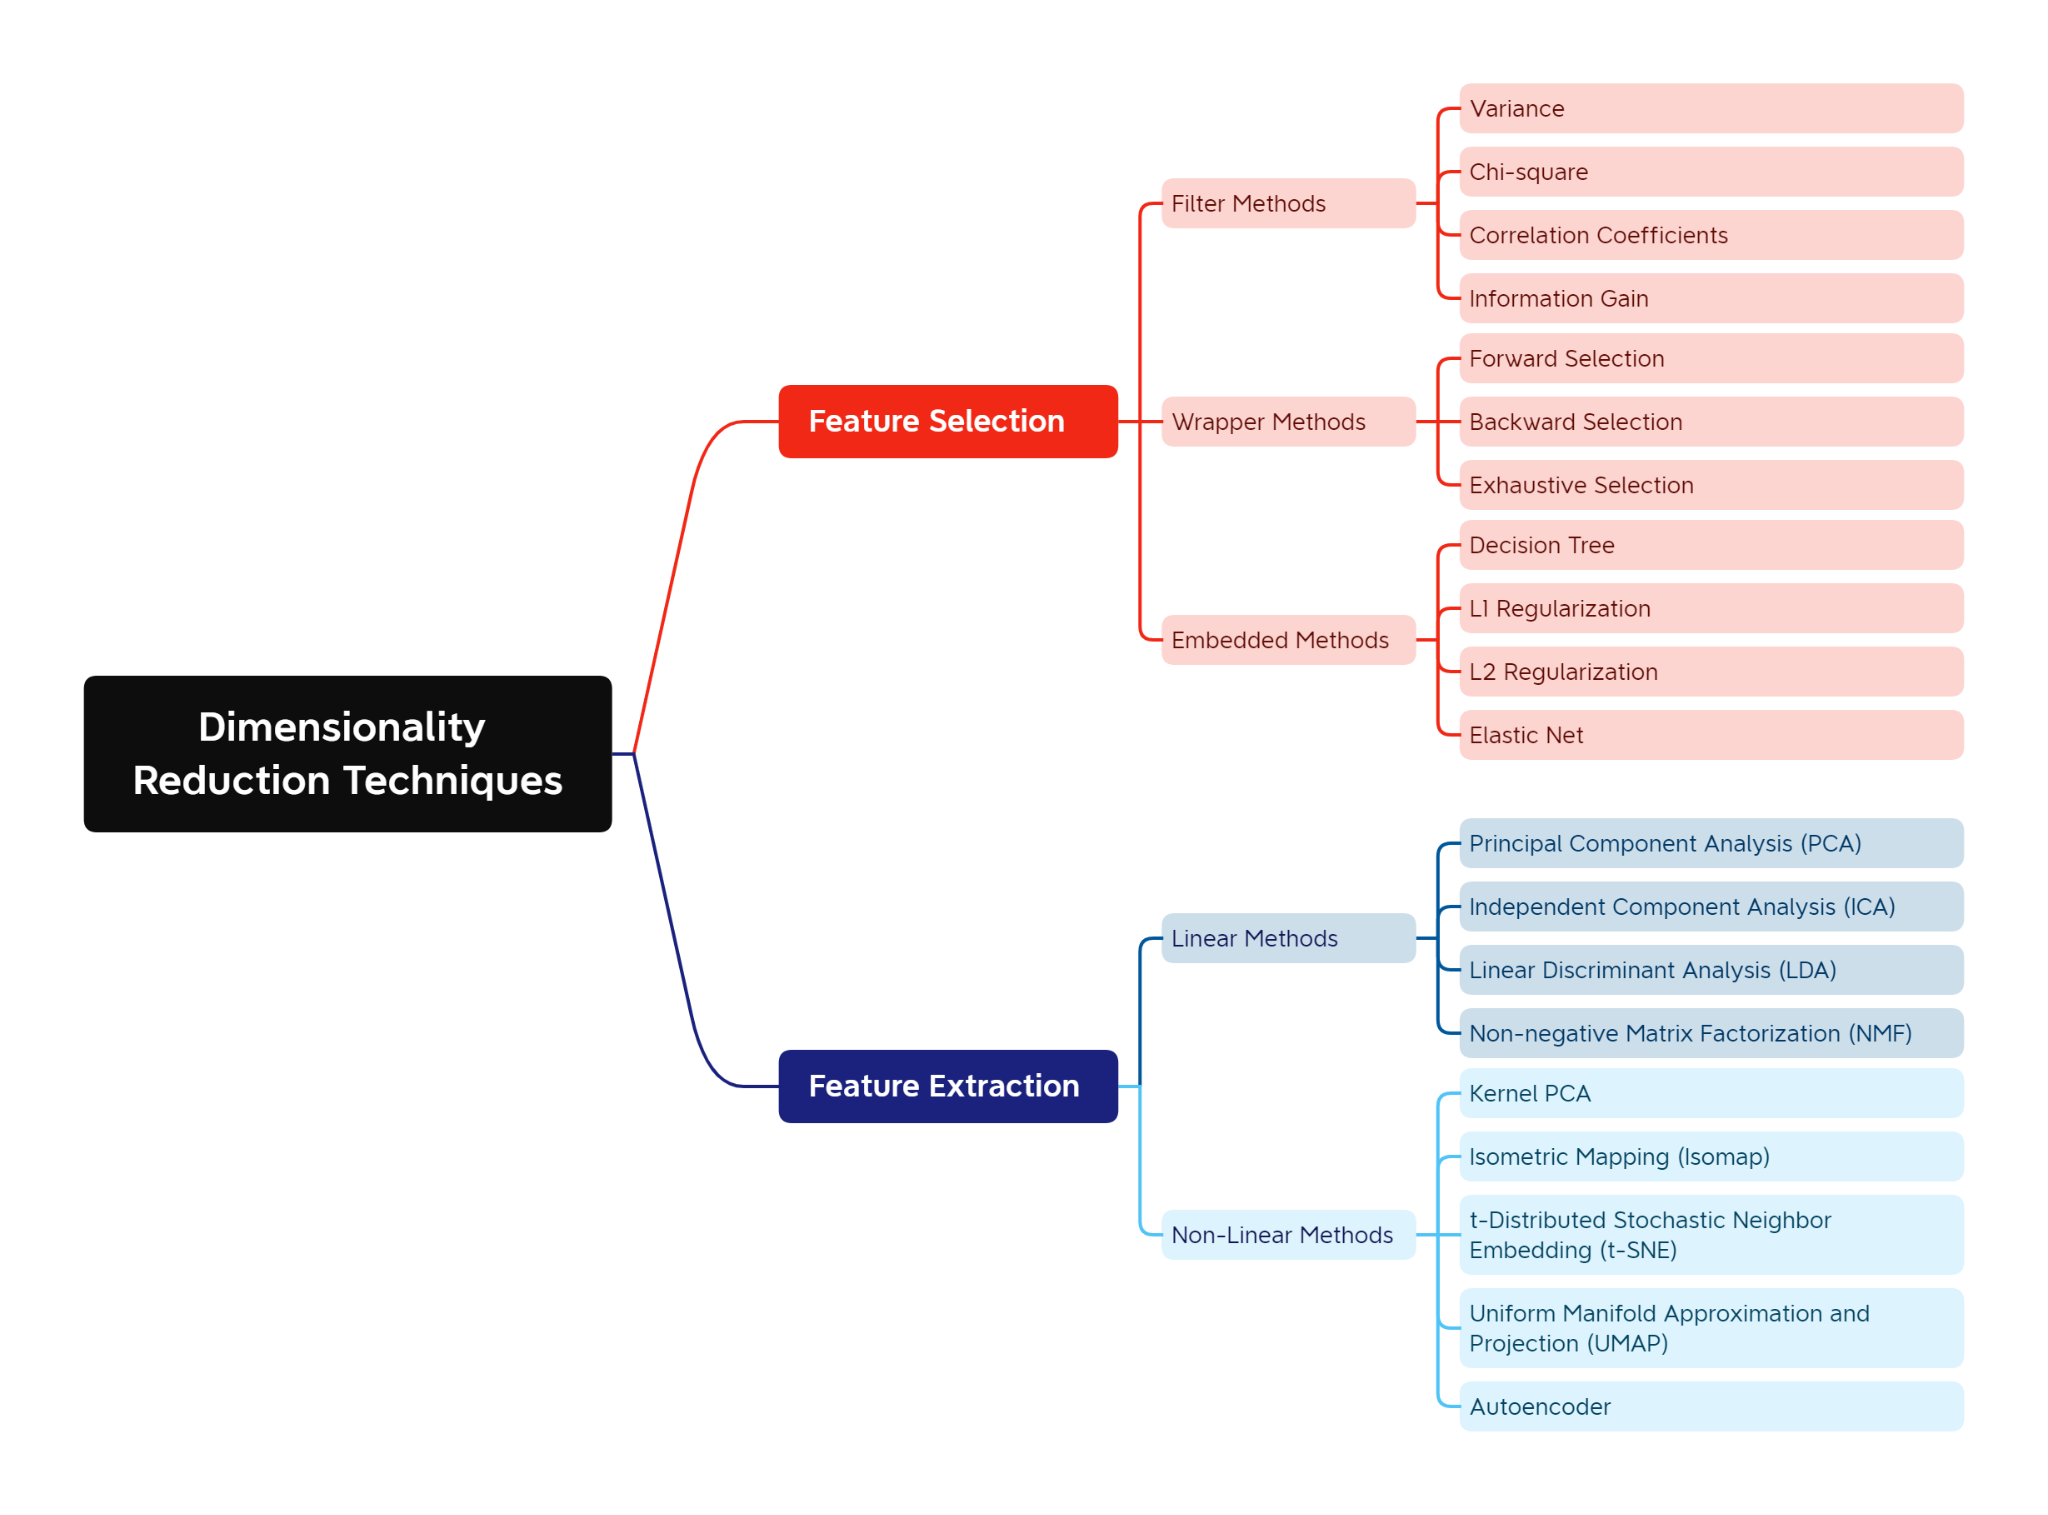 Dimensionality
Reduction Techniques
Feature Selection
Filter Methods
Variance
Chi-square
Correlation Coefficients
Information Gain
Wrapper Methods
Forward Selection
Backward Selection
Exhaustive Selection
Embedded Methods
Decision Tree
L1 Regularization
L2 Regularization
Elastic Net
Feature Extraction
Linear Methods
Principal Component Analysis (PCA)
Independent Component Analysis (ICA)
Linear Discriminant Analysis (LDA)
Non-negative Matrix Factorization (NMF)
Non-Linear Methods
Kernel PCA
Isometric Mapping (Isomap)
t-Distributed Stochastic Neighbor
Embedding (t-SNE)
Uniform Manifold Approximation and
Projection (UMAP)
Autoencoder